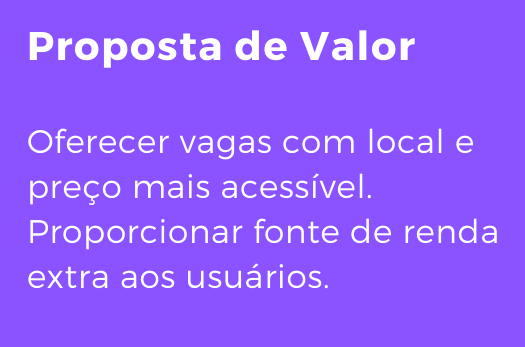 Proposta de Valor
Oferecer vagas com local e
preço mais acessível.
Proporcionar fonte de renda
extra aos usuários.